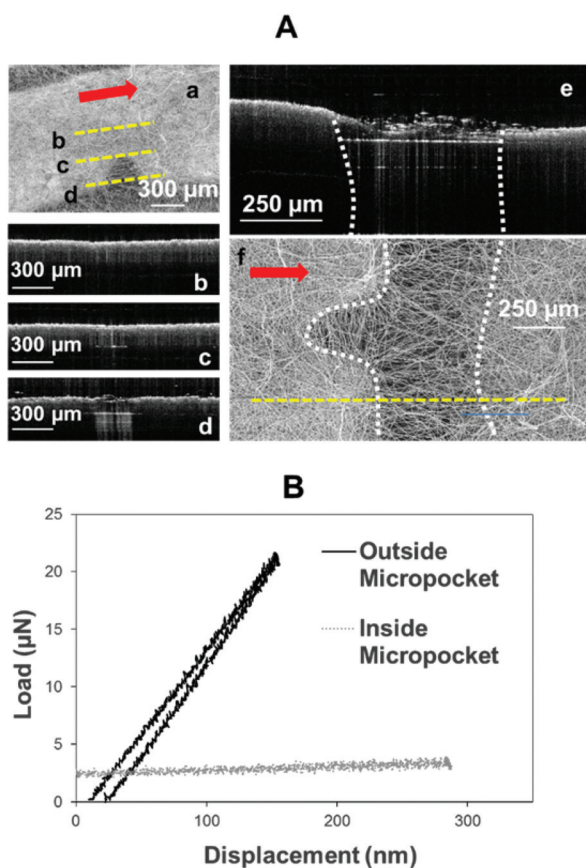 A
a
b
c
d
300 µm
300 µm
b
300 µm
c
300 µm
d
e
250 µm
f
250 µm
B
25
20
15
10
5
0
Load (µN)
Outside
Micropocket
Inside
Micropocket
0
100
200
300
Displacement (nm)